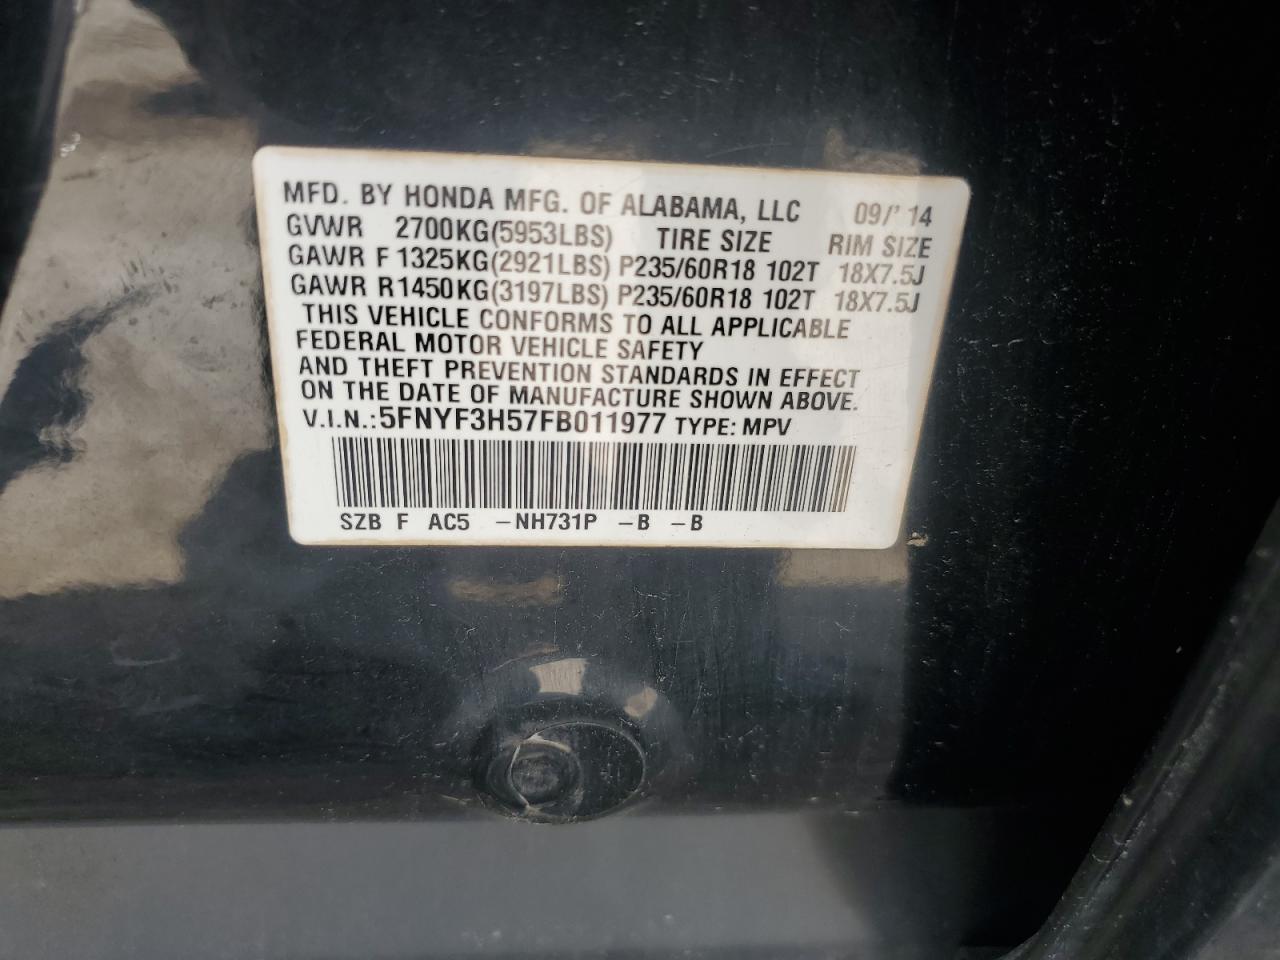 MFD. BY HONDA MFG. OF ALABAMA, LLC 09/' 14
GVWR 2700KG(5953LBS) TIRE SIZE RIM SIZE
GAWR F 1325KG(2921LBS) P235/60R18 102T 18X7.5J
GAWR R1450KG(3197LBS) P235/60R18 102T 18X7.5J
THIS VEHICLE CONFORMS TO ALL APPLICABLE
FEDERAL MOTOR VEHICLE SAFETY
AND THEFT PREVENTION STANDARDS IN EFFECT
ON THE DATE OF MANUFACTURE SHOWN ABOVE.
V.I.N.:5FNYF3H57FB011977 TYPE: MPV
SZB F AC5 -NH731P -B -B